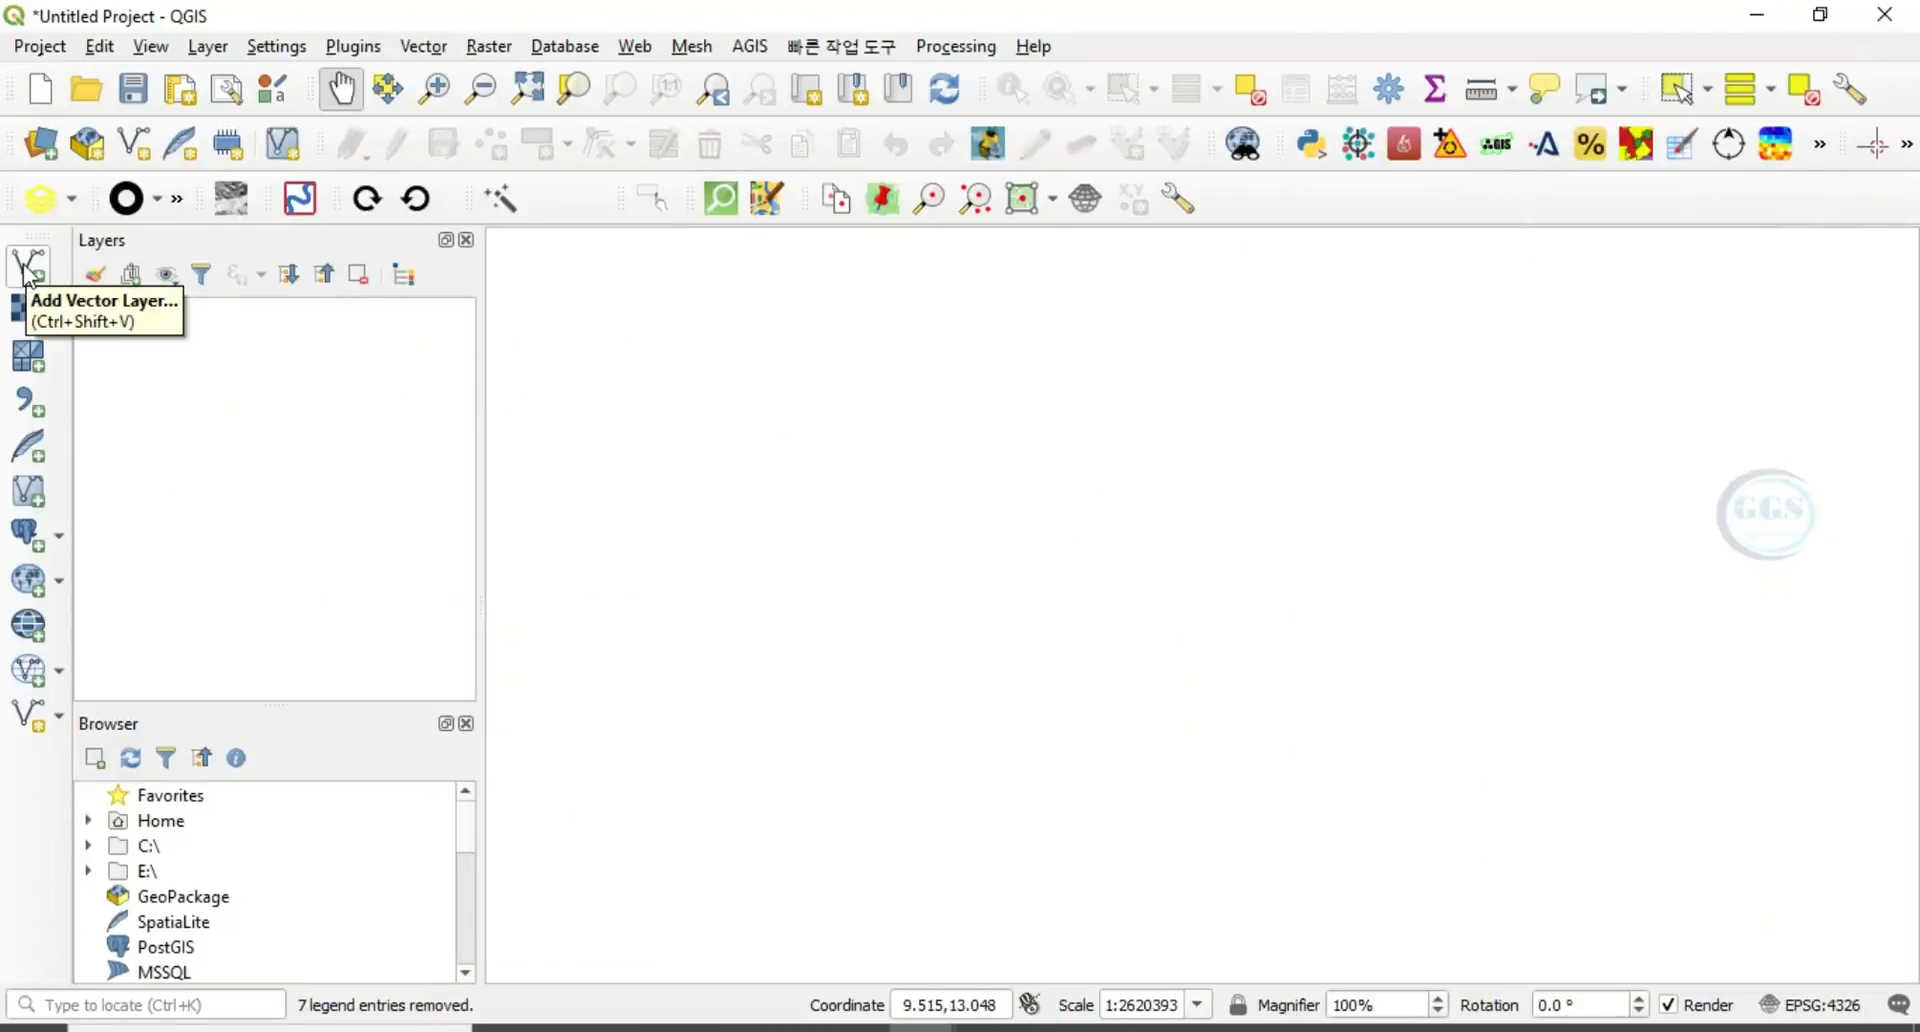 *Untitled Project - QGIS
Project Edit View Layer Settings Plugins Vector Raster Database Web Mesh AGIS 빠른 작업 도구 Processing Help
Layers
Add Vector Layer...
(Ctrl+Shift+V)
GGS
Browser
Favorites
Home
C:\
E:\
GeoPackage
SpatiaLite
PostGIS
MSSQL
Type to locate (Ctrl+K) 7 legend entries removed. Coordinate 9.515,13.048 Scale 1:2620393 Magnifier 100% Rotation 0.0 ° Render EPSG:4326